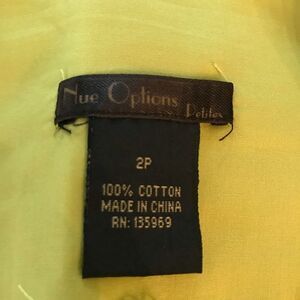 Nue Options
Petites
2P
100% COTTON
MADE IN CHINA
RN: 135969